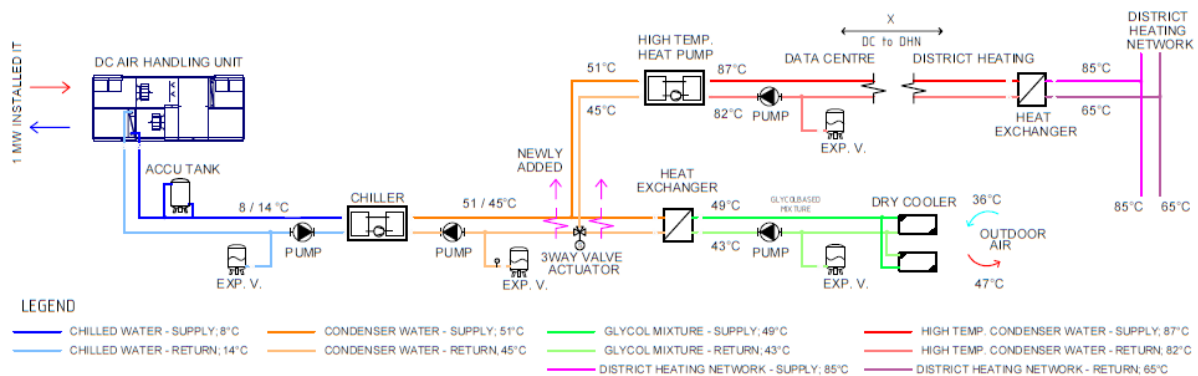 X
DC to DHN
DISTRICT
HEATING
NETWORK
HIGH TEMP.
HEAT PUMP
DC AIR HANDLING UNIT
51°C
87°C
DATA CENTRE
DISTRICT HEATING
85°C
1 MW INSTALLED IT
45°C
82°C
PUMP
65°C
HEAT
EXCHANGER
EXP. V.
NEWLY
ADDED
ACCU TANK
HEAT
EXCHANGER
8 / 14 °C
CHILLER
51 / 45°C
49°C
GLYCOLBASED
MIXTURE
DRY COOLER
36°C
85°C
65°C
PUMP
PUMP
43°C
PUMP
OUTDOOR
AIR
3WAY VALVE
ACTUATOR
EXP. V.
EXP. V.
EXP. V.
47°C
LEGEND
CHILLED WATER - SUPPLY; 8°C
CONDENSER WATER - SUPPLY; 51°C
GLYCOL MIXTURE - SUPPLY; 49°C
HIGH TEMP. CONDENSER WATER - SUPPLY; 87°C
CHILLED WATER - RETURN; 14°C
CONDENSER WATER - RETURN, 45°C
GLYCOL MIXTURE - RETURN; 43°C
HIGH TEMP. CONDENSER WATER - RETURN; 82°C
DISTRICT HEATING NETWORK - SUPPLY; 85°C
DISTRICT HEATING NETWORK - RETURN; 65°C